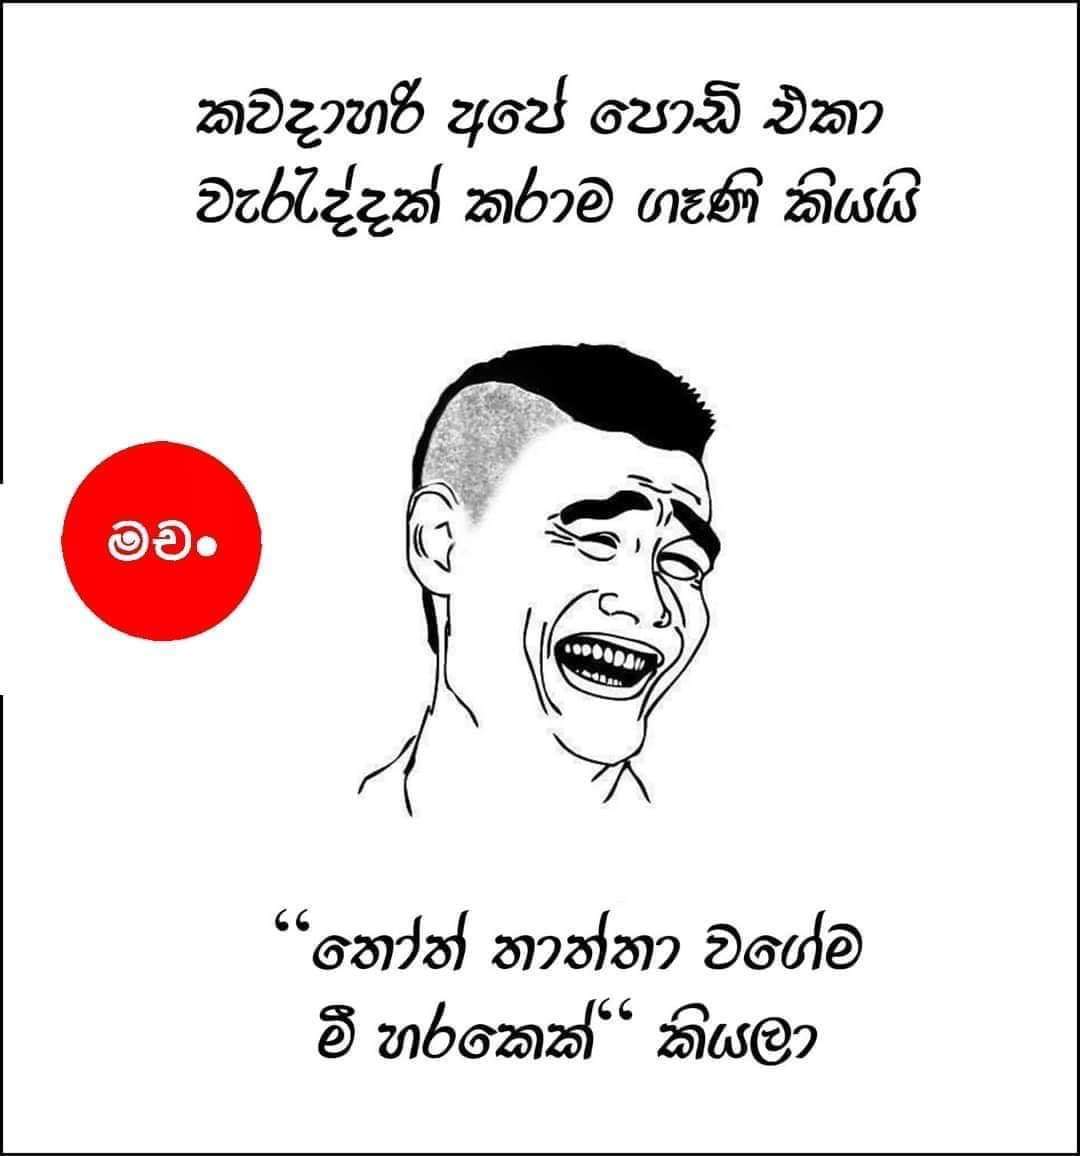 කවදාහරි අපේ පොඩි එකා
වැරැද්දක් කරාම ගෑණි කියයි
මචං
“තෝත් තාත්තා වගේම
මී හරකෙක්“ කියලා